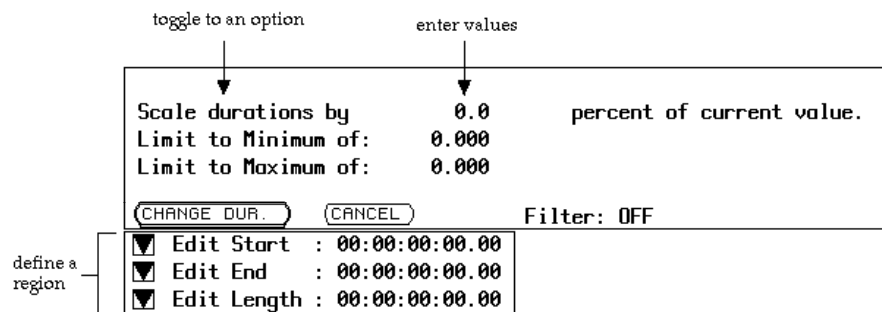 toggle to an option enter values
Scale durations by 0.0 percent of current value.
Limit to Minimum of: 0.000
Limit to Maximum of: 0.000
CHANGE DUR. CANCEL Filter: OFF
define a
region
Edit Start : 00:00:00:00.00
Edit End : 00:00:00:00.00
Edit Length : 00:00:00:00.00